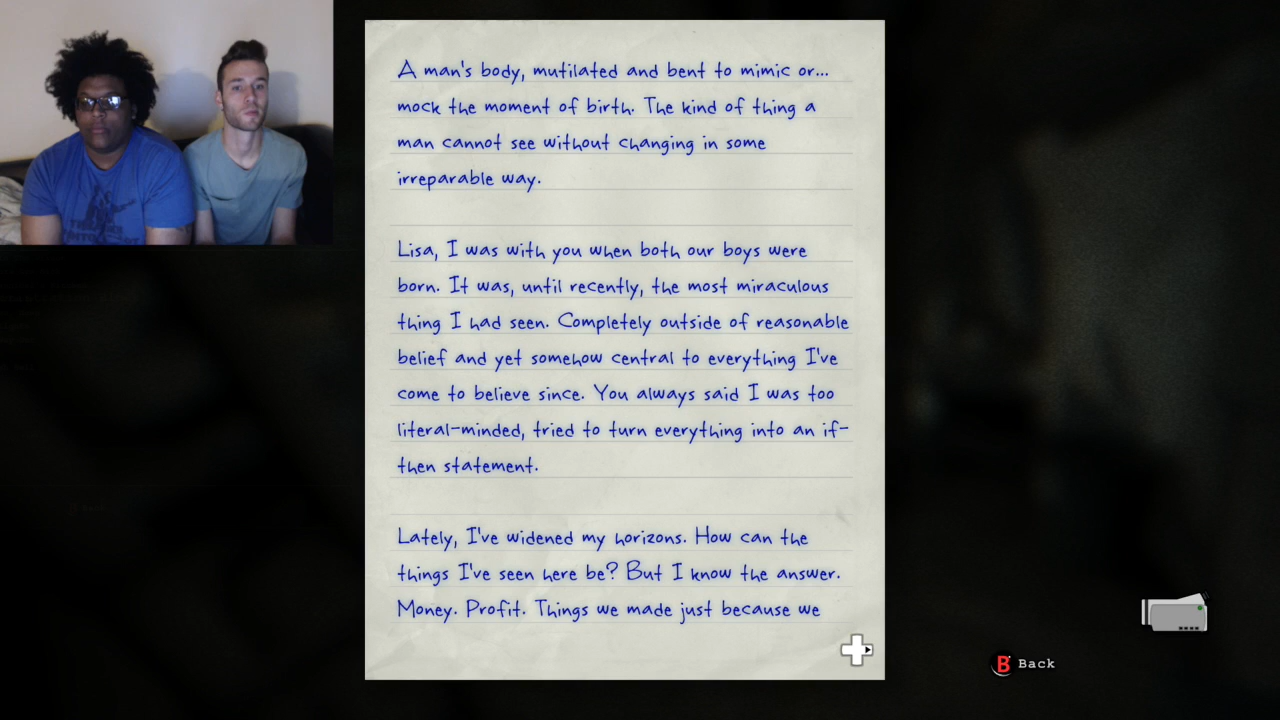 A man's body, mutilated and bent to mimic or...
mock the moment of birth. The kind of thing a
man cannot see without changing in some
irreparable way.
Lisa, I was with you when both our boys were
born. It was, until recently, the most miraculous
thing I had seen. Completely outside of reasonable
belief and yet somehow central to everything I've
come to believe since. You always said I was too
literal-minded, tried to turn everything into an if-
then statement.
Lately, I've widened my horizons. How can the
things I've seen here be? But I know the answer.
Money. Profit. Things we made just because we
B Back